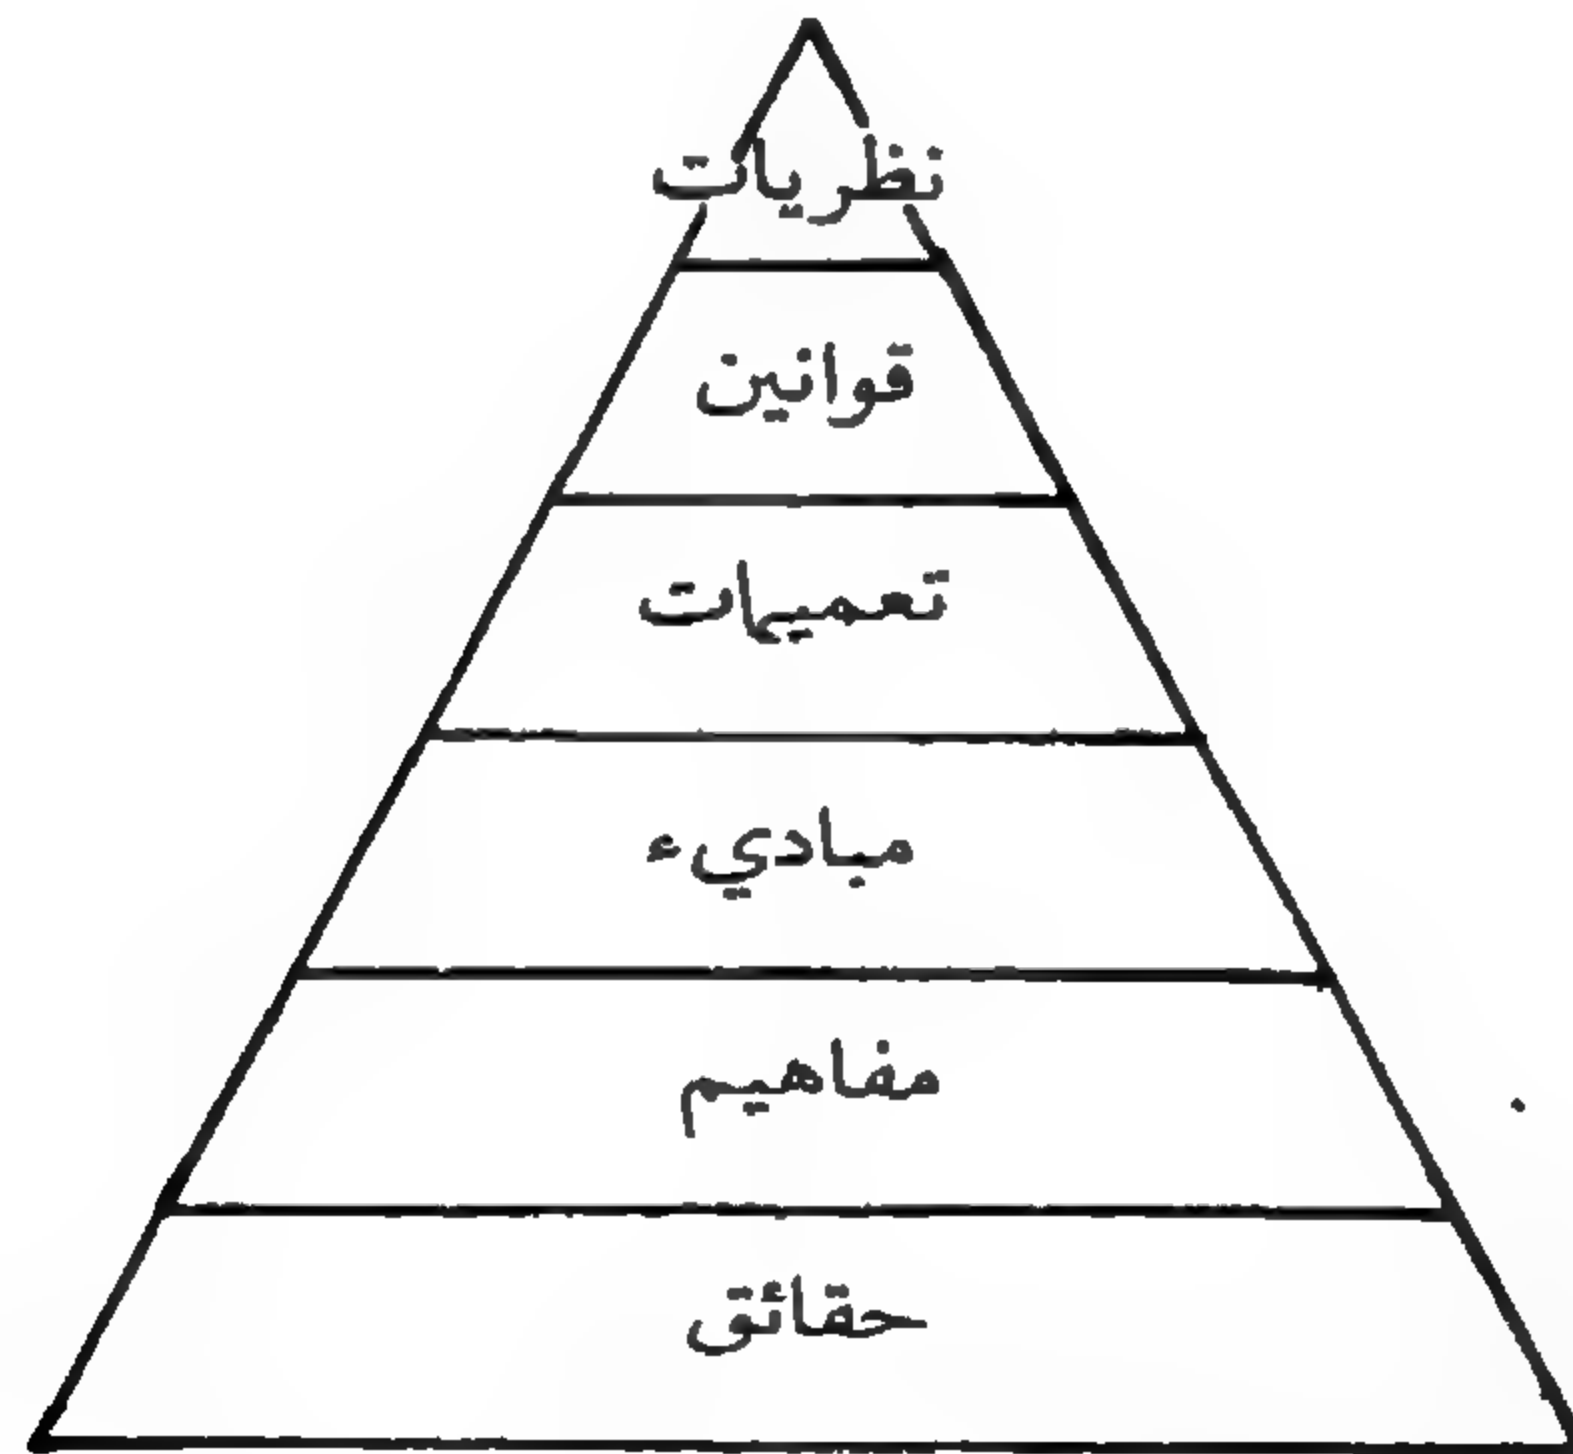 نظريات
قوانين
تعميمات
مباديء
مفاهيم
حقائق